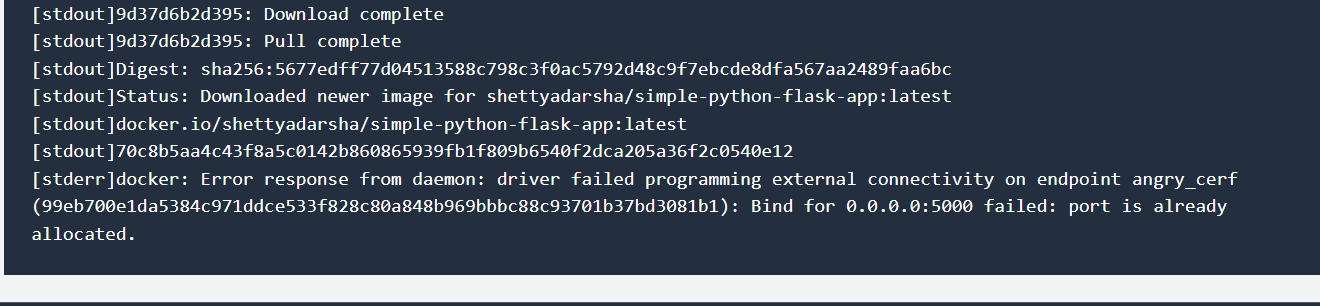 [stdout]9d37d6b2d395: Download complete
[stdout]9d37d6b2d395: Pull complete
[stdout]Digest: sha256:5677edff77d04513588c798c3f0ac5792d48c9f7ebcde8dfa567aa2489faa6bc
[stdout]Status: Downloaded newer image for shettyadarsha/simple-python-flask-app:latest
[stdout]docker.io/shettyadarsha/simple-python-flask-app:latest
[stdout]70c8b5aa4c43f8a5c0142b860865939fb1f809b6540f2dca205a36f2c0540e12
[stderr]docker: Error response from daemon: driver failed programming external connectivity on endpoint angry_cerf
(99eb700e1da5384c971ddce533f828c80a848b969bbbc88c93701b37bd3081b1): Bind for 0.0.0.0:5000 failed: port is already
allocated.